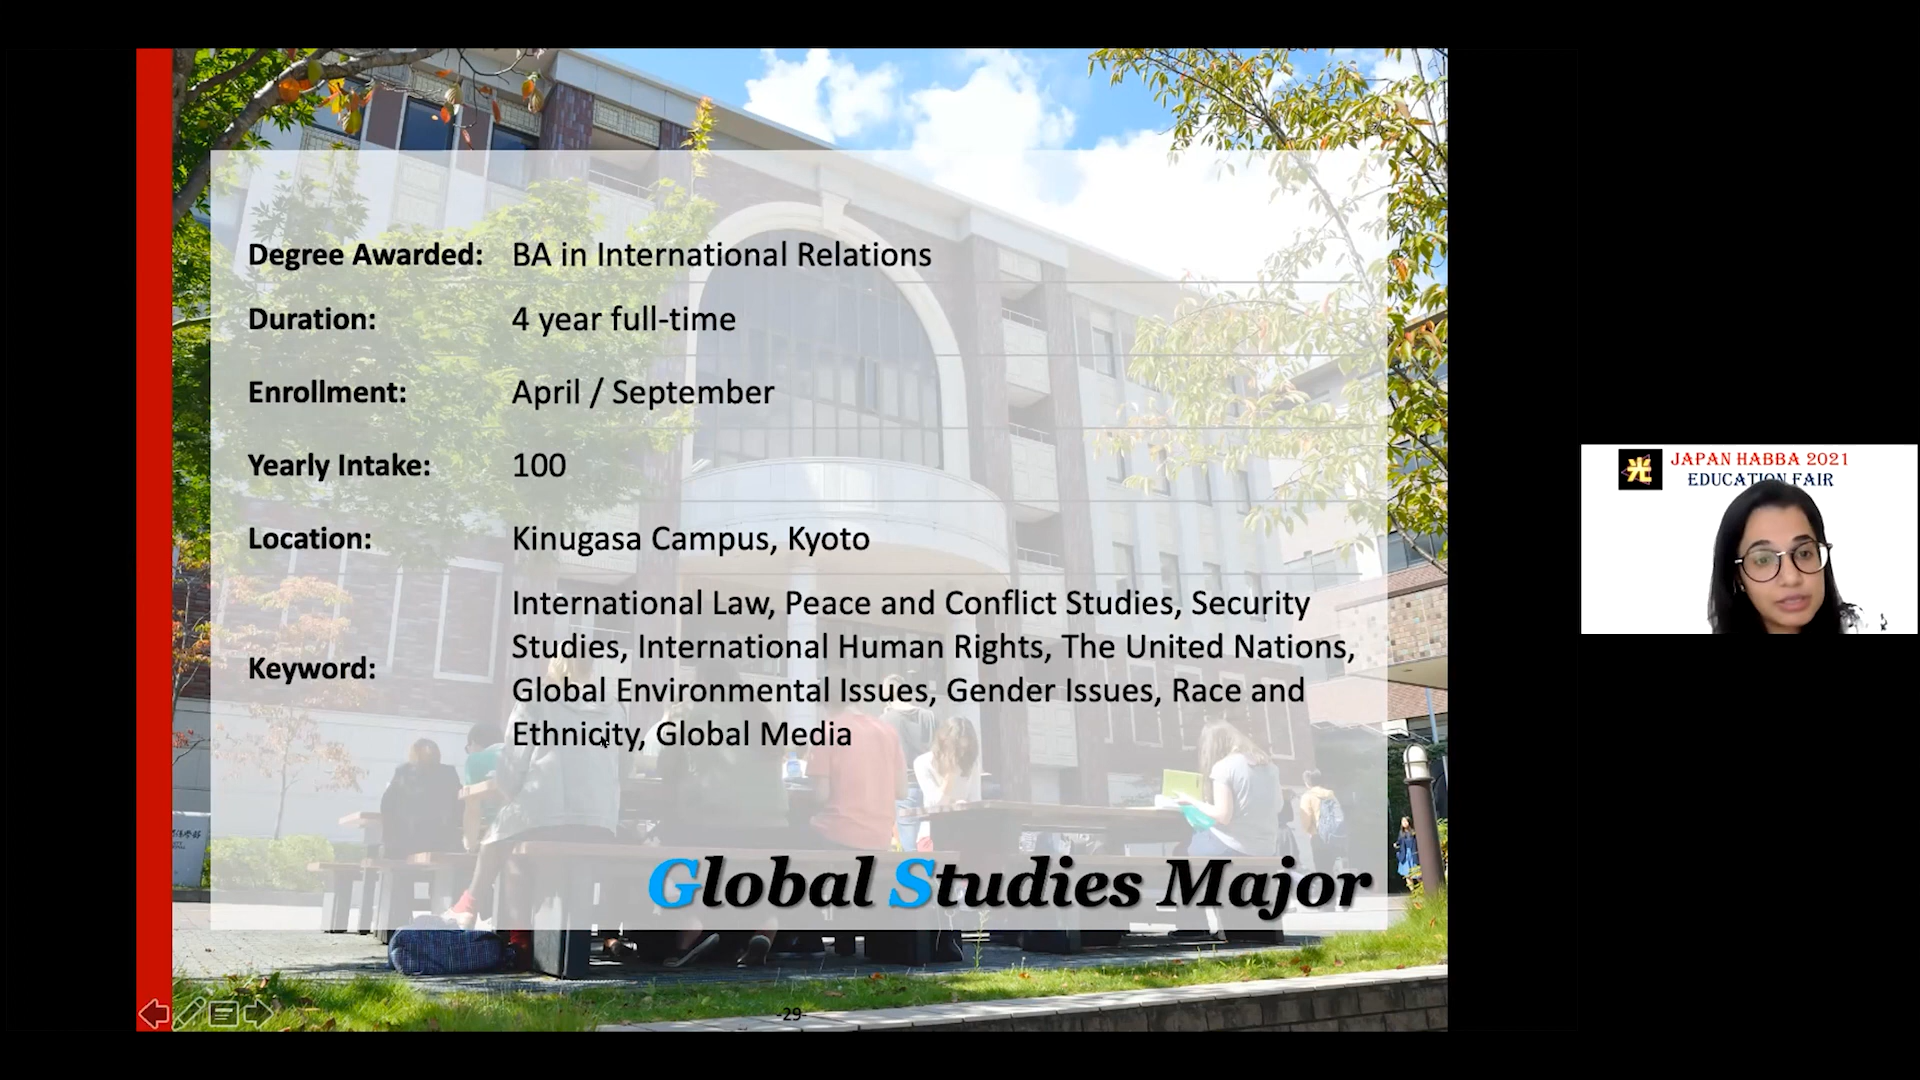 Degree Awarded: BA in International Relations
Duration: 4 year full-time
Enrollment: April / September
Yearly Intake: 100
Location: Kinugasa Campus, Kyoto
Keyword: International Law, Peace and Conflict Studies, Security
Studies, International Human Rights, The United Nations,
Global Environmental Issues, Gender Issues, Race and
Ethnicity, Global Media
Global Studies Major
-29-
光
JAPAN HABBA 2021
EDUCATION FAIR